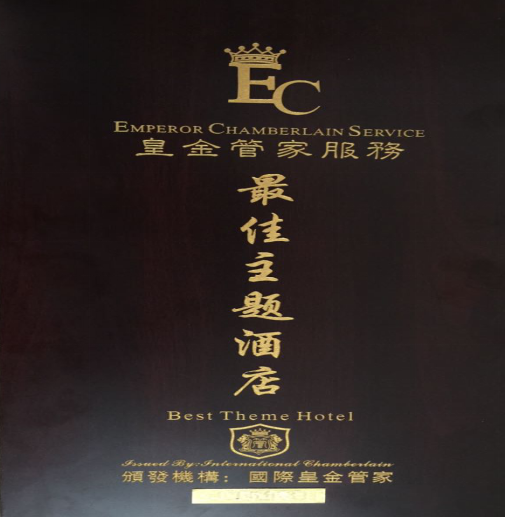 EC
EMPEROR CHAMBERLAIN SERVICE
皇金管家服務
最佳主题酒店
Best Theme Hotel
Issued By:International Chamberlain
頒發機構：國際皇金管家